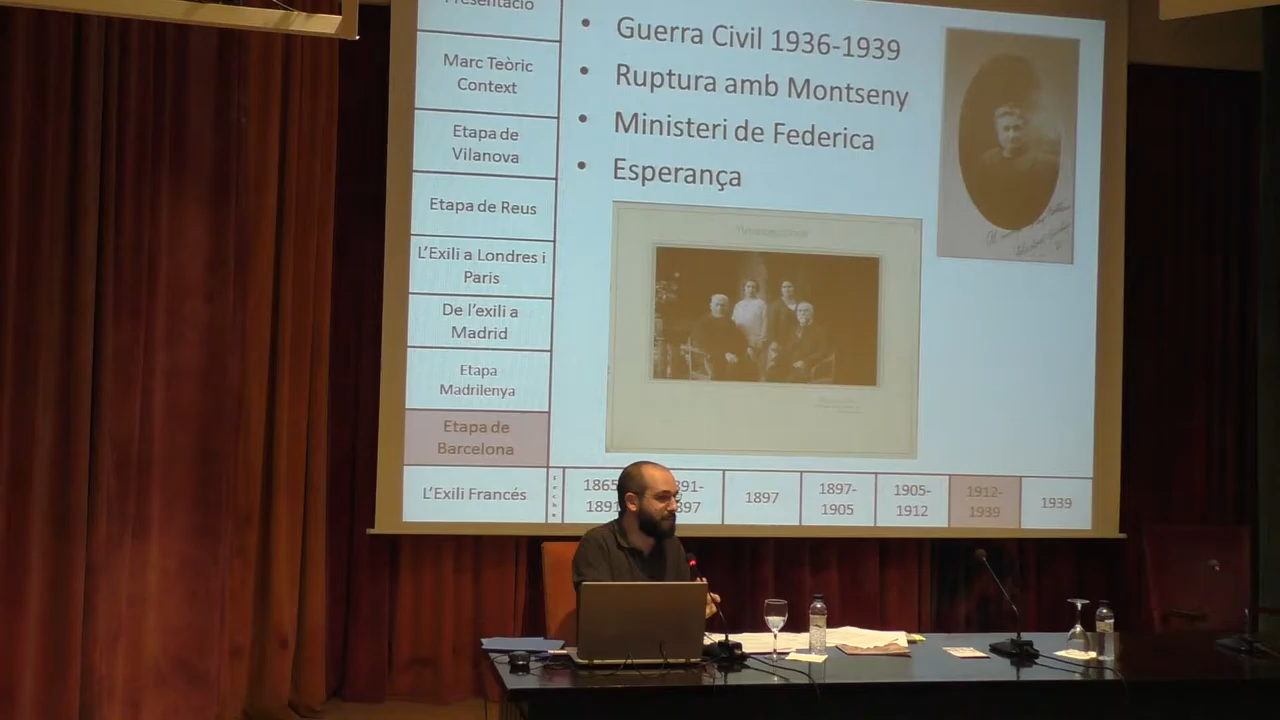 Presentació
Marc Teòric
Context
Etapa de
Vilanova
Etapa de Reus
L'Exili a Londres i
Paris
De l'exili a
Madrid
Etapa
Madrilenya
Etapa de
Barcelona
L'Exili Francés
• Guerra Civil 1936-1939
• Ruptura amb Montseny
• Ministeri de Federica
• Esperança
1897
1897-
1905
1905-
1912
1912-
1939
1939